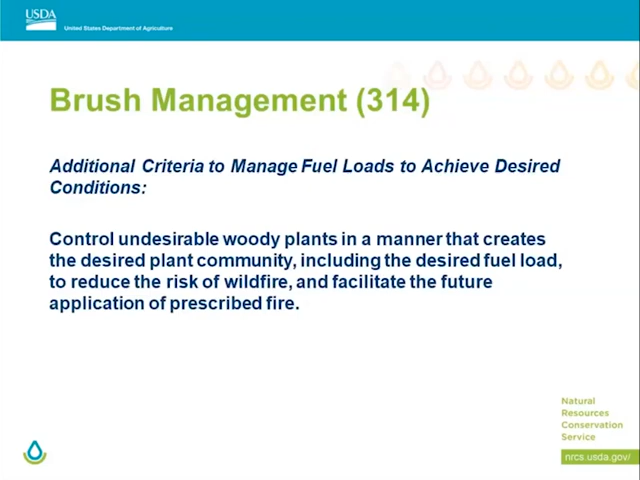 USDA
United States Department of Agriculture
Brush Management (314)
Additional Criteria to Manage Fuel Loads to Achieve Desired
Conditions:
Control undesirable woody plants in a manner that creates
the desired plant community, including the desired fuel load,
to reduce the risk of wildfire, and facilitate the future
application of prescribed fire.
Natural
Resources
Conservation
Service
nrcs.usda.gov/